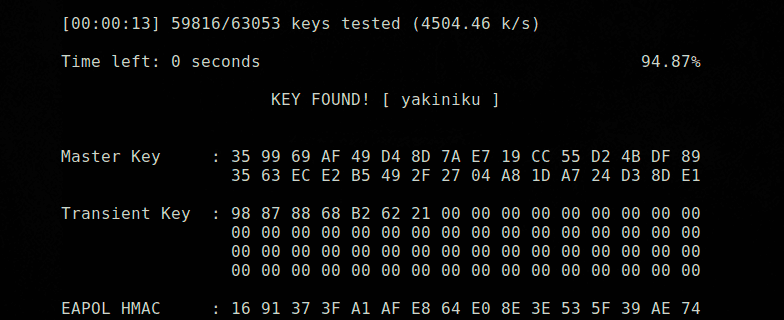 [00:00:13] 59816/63053 keys tested (4504.46 k/s)
Time left: 0 seconds 94.87%
KEY FOUND! [ yakiniku ]
Master Key : 35 99 69 AF 49 D4 8D 7A E7 19 CC 55 D2 4B DF 89
35 63 EC E2 B5 49 2F 27 04 A8 1D A7 24 D3 8D E1
Transient Key : 98 87 88 68 B2 62 21 00 00 00 00 00 00 00 00 00
00 00 00 00 00 00 00 00 00 00 00 00 00 00 00 00
00 00 00 00 00 00 00 00 00 00 00 00 00 00 00 00
00 00 00 00 00 00 00 00 00 00 00 00 00 00 00 00
EAPOL HMAC : 16 91 37 3F A1 AF E8 64 E0 8E 3E 53 5F 39 AE 74